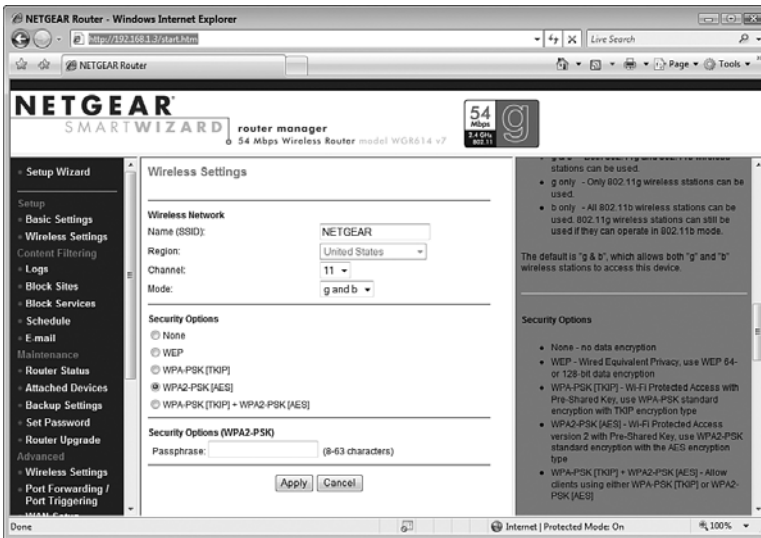 NETGEAR Router - Windows Internet Explorer
http://192.168.1.3/start.htm
Live Search
NETGEAR Router
Page
Tools
NETGEAR
SMARTWIZARD
router manager
54 Mbps Wireless Router model WGR614 v7
54
Mbps
2.4 GHz
802.11
g
Setup Wizard
Setup
Basic Settings
Wireless Settings
Content Filtering
Logs
Block Sites
Block Services
Schedule
E-mail
Maintenance
Router Status
Attached Devices
Backup Settings
Set Password
Router Upgrade
Advanced
Wireless Settings
Port Forwarding /
Port Triggering
Wireless Settings
Wireless Network
Name (SSID): NETGEAR
Region: United States
Channel: 11
Mode: g and b
Security Options
None
WEP
WPA-PSK [TKIP]
WPA2-PSK [AES]
WPA-PSK [TKIP] + WPA2-PSK [AES]
Security Options (WPA2-PSK)
Passphrase: (8-63 characters)
Apply Cancel
stations can be used.
g only - Only 802.11g wireless stations can be
used.
b only - All 802.11b wireless stations can be
used. 802.11g wireless stations can still be
used if they can operate in 802.11b mode.
The default is "g & b", which allows both "g" and "b"
wireless stations to access this device.
Security Options
None - no data encryption
WEP - Wired Equivalent Privacy, use WEP 64-
or 128-bit data encryption
WPA-PSK [TKIP] - Wi-Fi Protected Access with
Pre-Shared Key, use WPA-PSK standard
encryption with TKIP encryption type
WPA2-PSK [AES] - Wi-Fi Protected Access
version 2 with Pre-Shared Key, use WPA2-PSK
standard encryption with the AES encryption
type
WPA-PSK [TKIP] + WPA2-PSK [AES] - Allow
clients using either WPA-PSK [TKIP] or WPA2-
PSK [AES]
Done
Internet | Protected Mode: On
100%